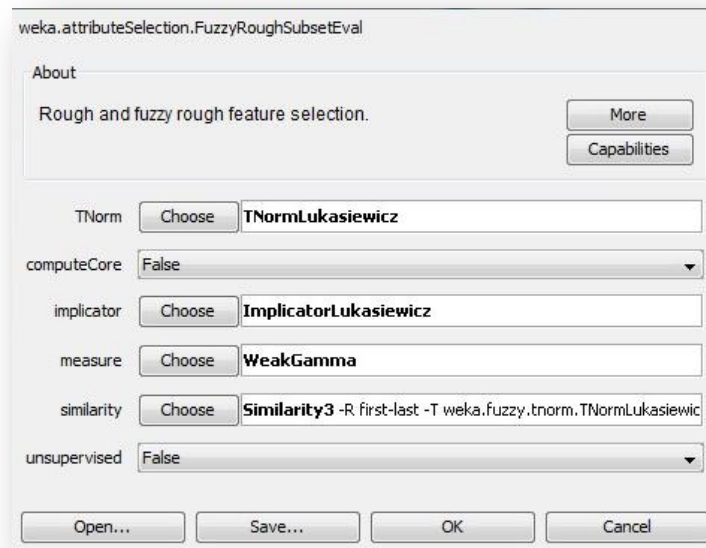 weka.attributeSelection.FuzzyRoughSubsetEval
About
Rough and fuzzy rough feature selection.
More
Capabilities
TNorm Choose TNormLukasiewicz
computeCore False
implicator Choose ImplicatorLukasiewicz
measure Choose WeakGamma
similarity Choose Similarity3 -R first-last -T weka.fuzzy.tnorm.TNormLukasiewic
unsupervised False
Open... Save... OK Cancel